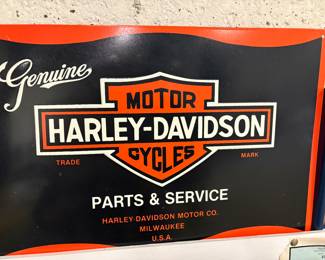 Genuine
MOTOR
HARLEY-DAVIDSON
TRADE CYCLES MARK
PARTS & SERVICE
HARLEY-DAVIDSON MOTOR CO.
MILWAUKEE
U.S.A.